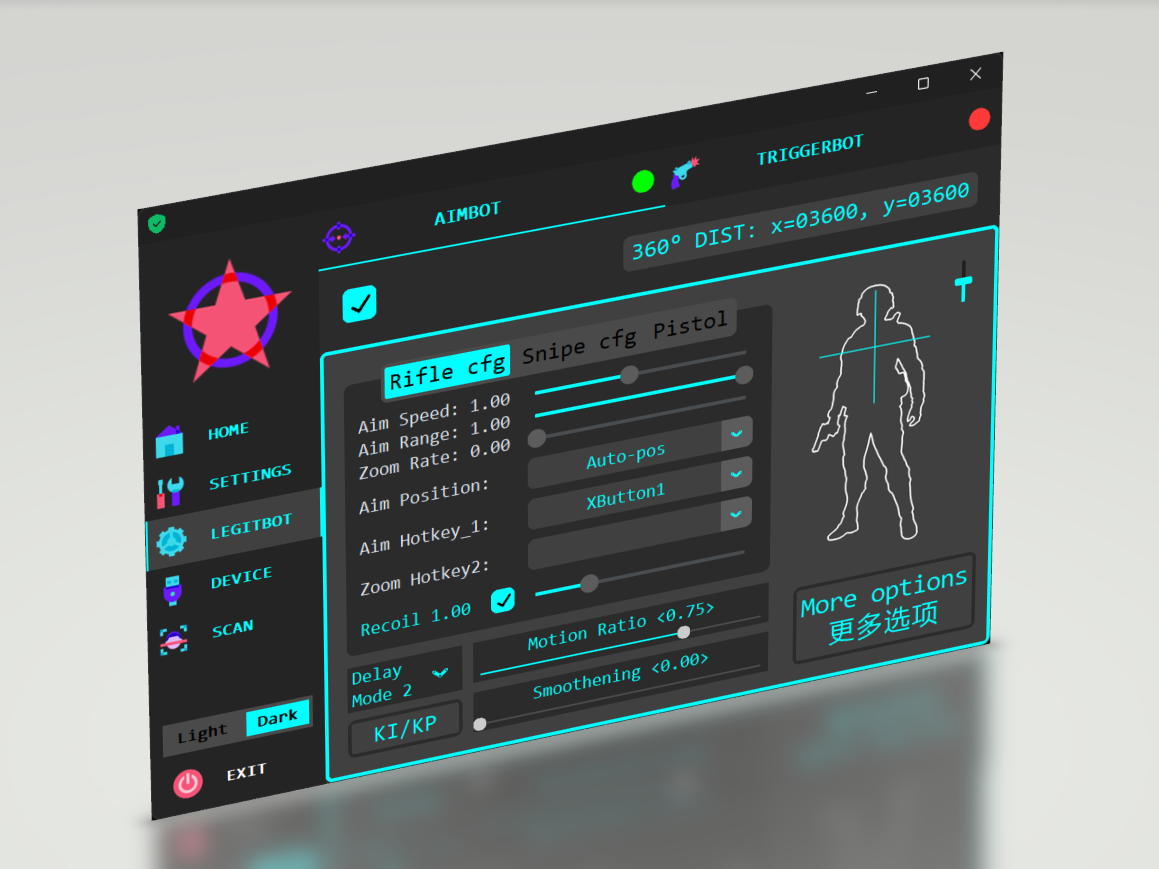 AIMBOT
TRIGGERBOT
360° DIST: x=03600, y=03600
HOME
SETTINGS
LEGITBOT
DEVICE
SCAN
Light Dark
EXIT
Rifle cfg Snipe cfg Pistol
Aim Speed: 1.00
Aim Range: 1.00
Zoom Rate: 0.00
Aim Position: Auto-pos
Aim Hotkey_1: XButton1
Zoom Hotkey2:
Recoil 1.00
Delay
Mode 2
KI/KP
Motion Ratio <0.75>
Smoothening <0.00>
More options
更多选项